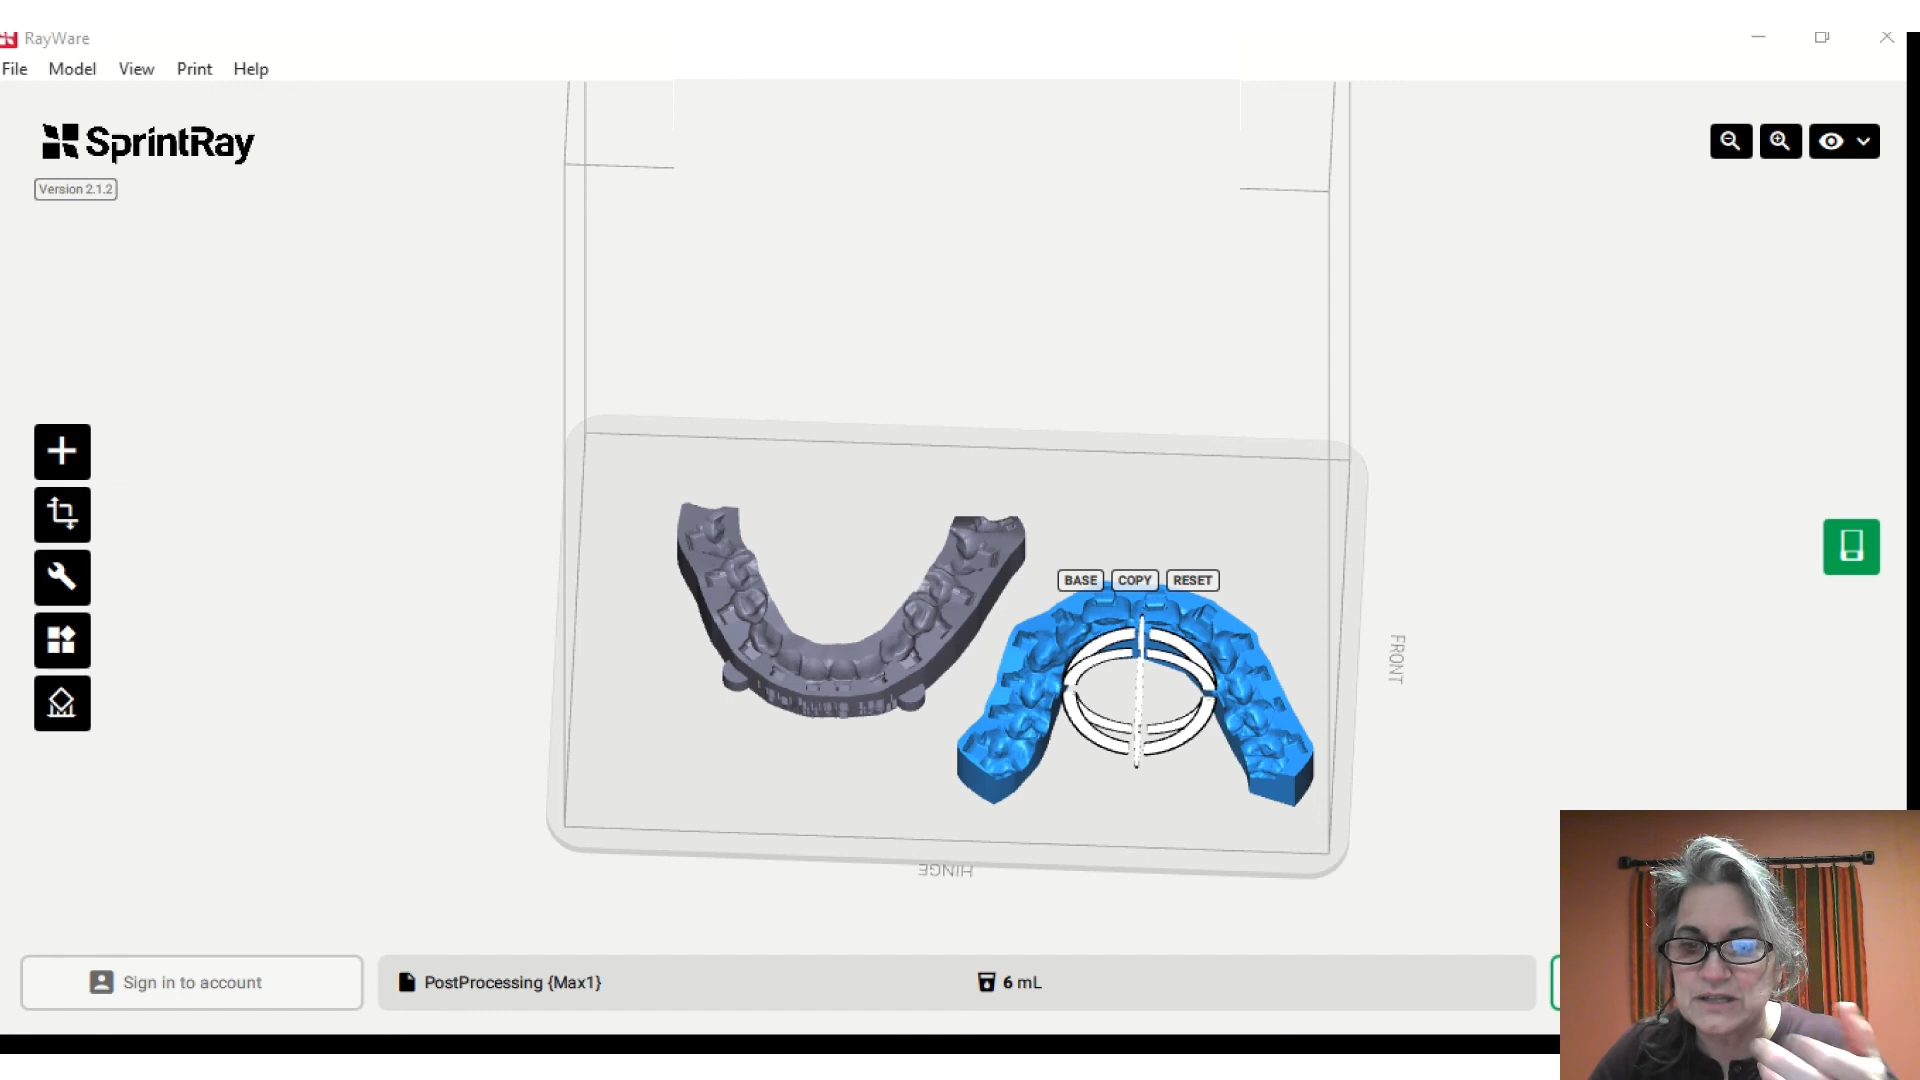 RayWare
File Model View Print Help
SprintRay
Version 2.1.2
BASE COPY RESET
FRONT
HINGE
Sign in to account
PostProcessing {Max1}
6 mL